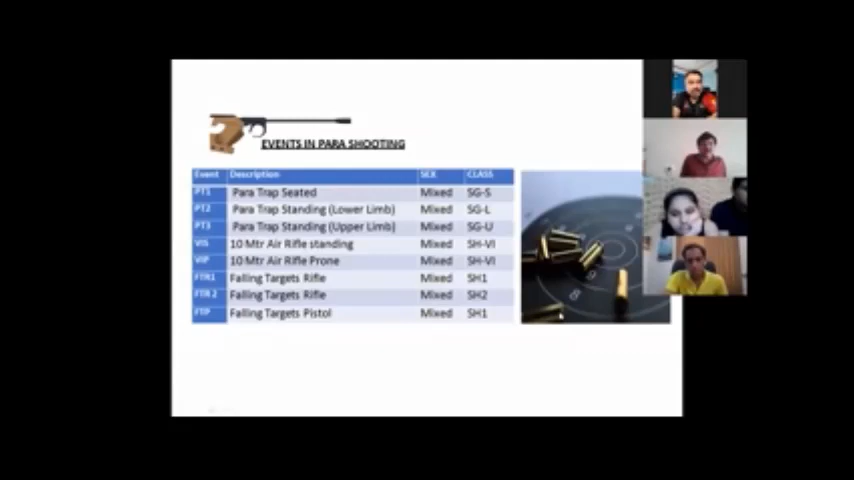 EVENTS IN PARA SHOOTING
Event Description SEX CLASS
PT1 Para Trap Seated Mixed SG-S
PT2 Para Trap Standing (Lower Limb) Mixed SG-L
PT3 Para Trap Standing (Upper Limb) Mixed SG-U
VIS 10 Mtr Air Rifle standing Mixed SH-VI
VIP 10 Mtr Air Rifle Prone Mixed SH-VI
FTR1 Falling Targets Rifle Mixed SH1
FTR 2 Falling Targets Rifle Mixed SH2
FTP Falling Targets Pistol Mixed SH1